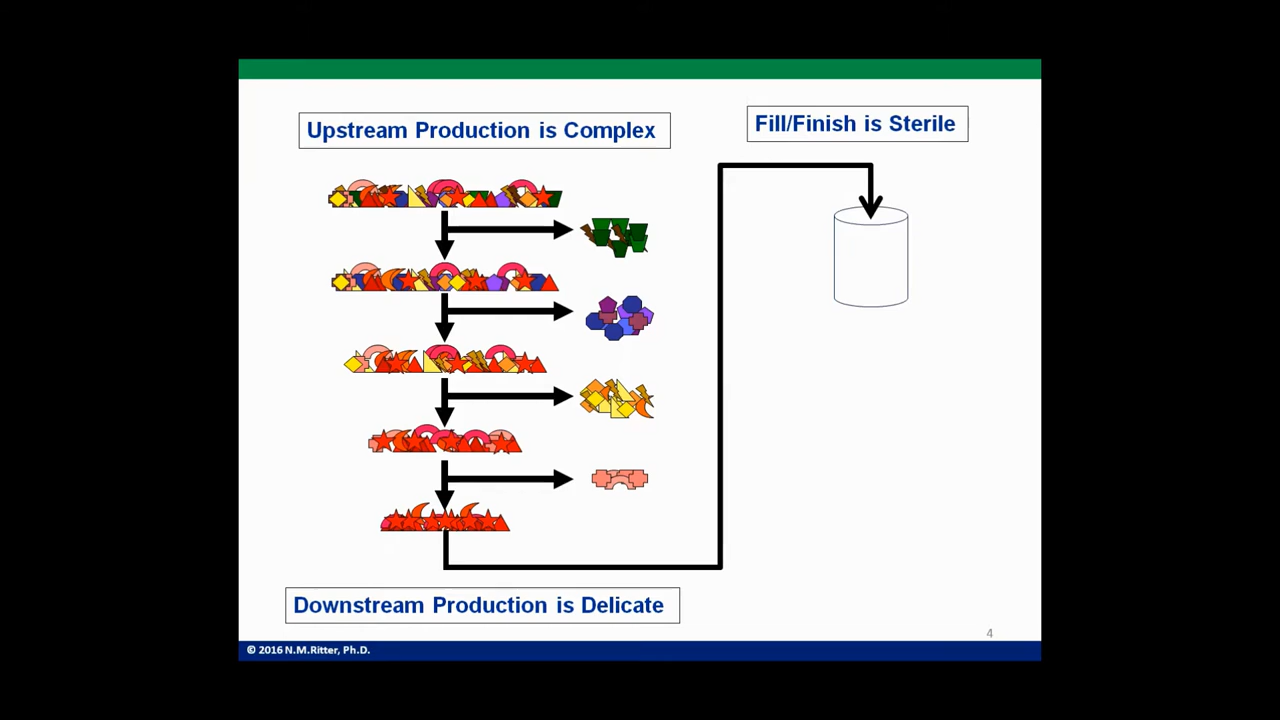 Upstream Production is Complex
Fill/Finish is Sterile
Downstream Production is Delicate
4
© 2016 N.M.Ritter, Ph.D.